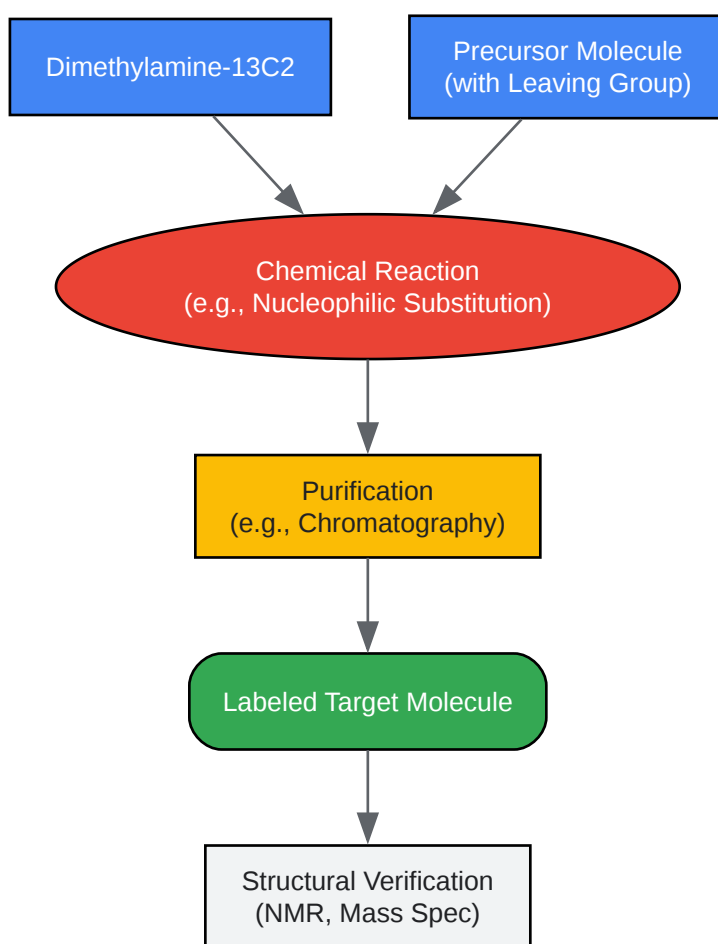 Dimethylamine-13C2
Precursor Molecule
(with Leaving Group)
Chemical Reaction
(e.g., Nucleophilic Substitution)
Purification
(e.g., Chromatography)
Labeled Target Molecule
Structural Verification
(NMR, Mass Spec)